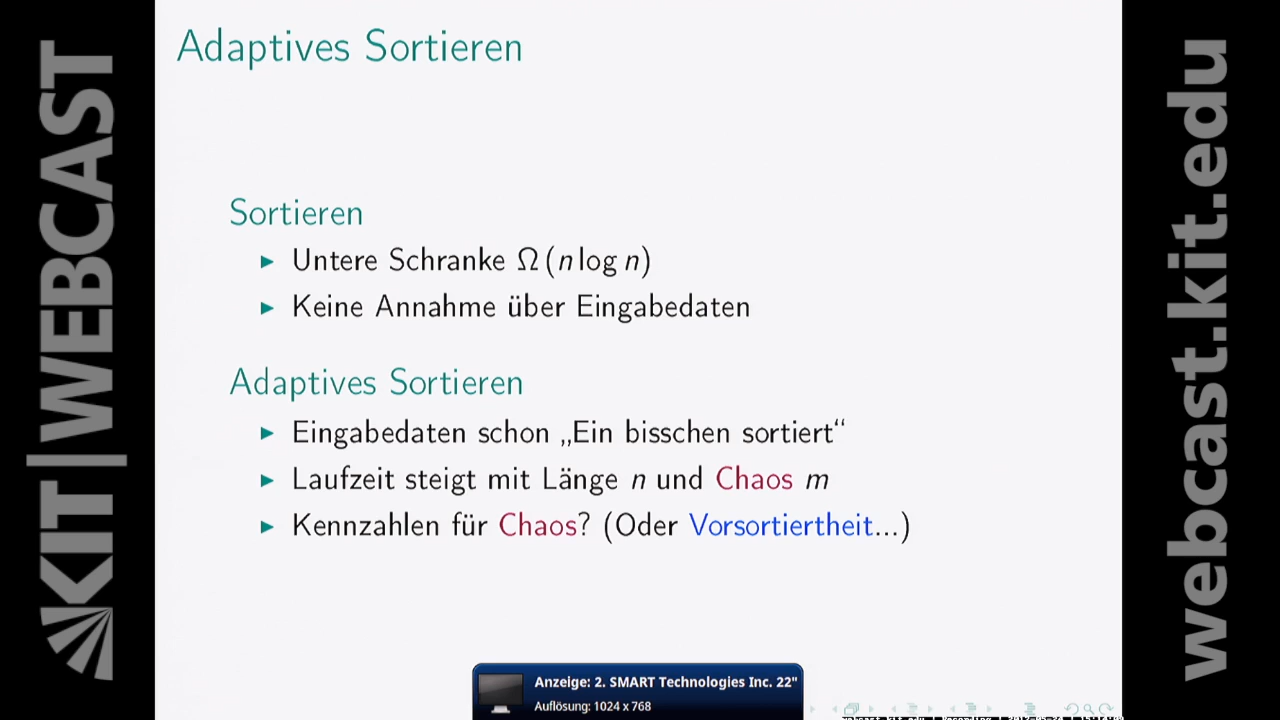 Adaptives Sortieren
Sortieren
▶ Untere Schranke Ω(n log n)
▶ Keine Annahme über Eingabedaten
Adaptives Sortieren
▶ Eingabedaten schon „Ein bisschen sortiert“
▶ Laufzeit steigt mit Länge n und Chaos m
▶ Kennzahlen für Chaos? (Oder Vorsortiertheit...)
KIT|WEBCAST
webcast.kit.edu
Anzeige: 2. SMART Technologies Inc. 22"
Auflösung: 1024 x 768